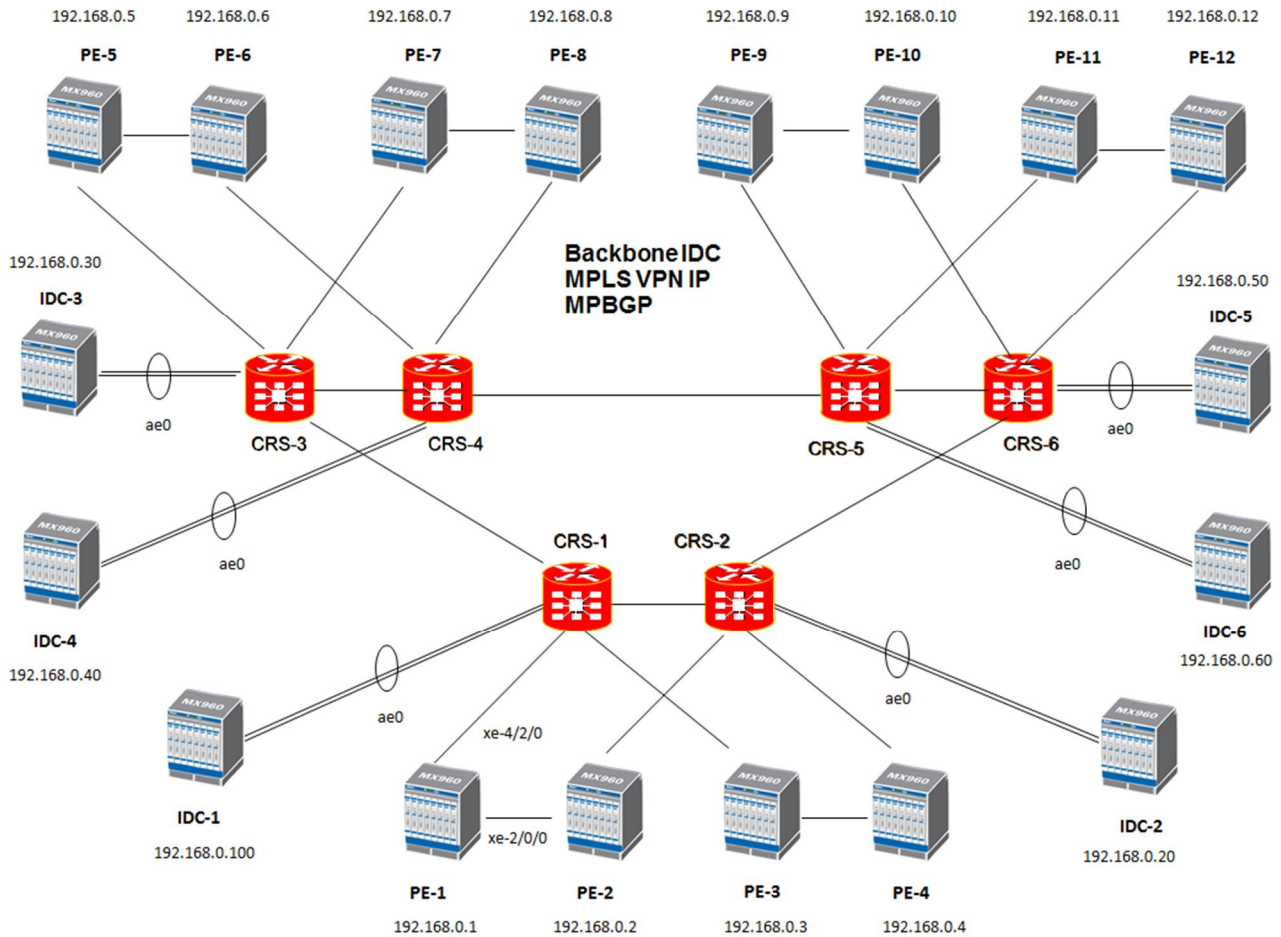 192.168.0.5
192.168.0.6
192.168.0.7
192.168.0.8
192.168.0.9
192.168.0.10
192.168.0.11
192.168.0.12
PE-5
PE-6
PE-7
PE-8
PE-9
PE-10
PE-11
PE-12
MX960
MX960
MX960
MX960
MX960
MX960
MX960
MX960
Backbone IDC
MPLS VPN IP
MPBGP
192.168.0.30
IDC-3
MX960
ae0
192.168.0.50
IDC-5
MX960
ae0
CRS-3
CRS-4
CRS-5
CRS-6
MX960
ae0
IDC-4
192.168.0.40
MX960
ae0
IDC-6
192.168.0.60
CRS-1
CRS-2
MX960
ae0
IDC-1
192.168.0.100
MX960
ae0
IDC-2
192.168.0.20
xe-4/2/0
xe-2/0/0
MX960
MX960
MX960
MX960
PE-1
PE-2
PE-3
PE-4
192.168.0.1
192.168.0.2
192.168.0.3
192.168.0.4